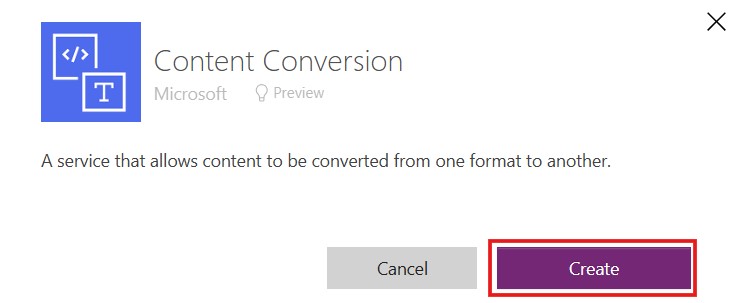 </>
T
Content Conversion
Microsoft Preview
A service that allows content to be converted from one format to another.
Cancel Create